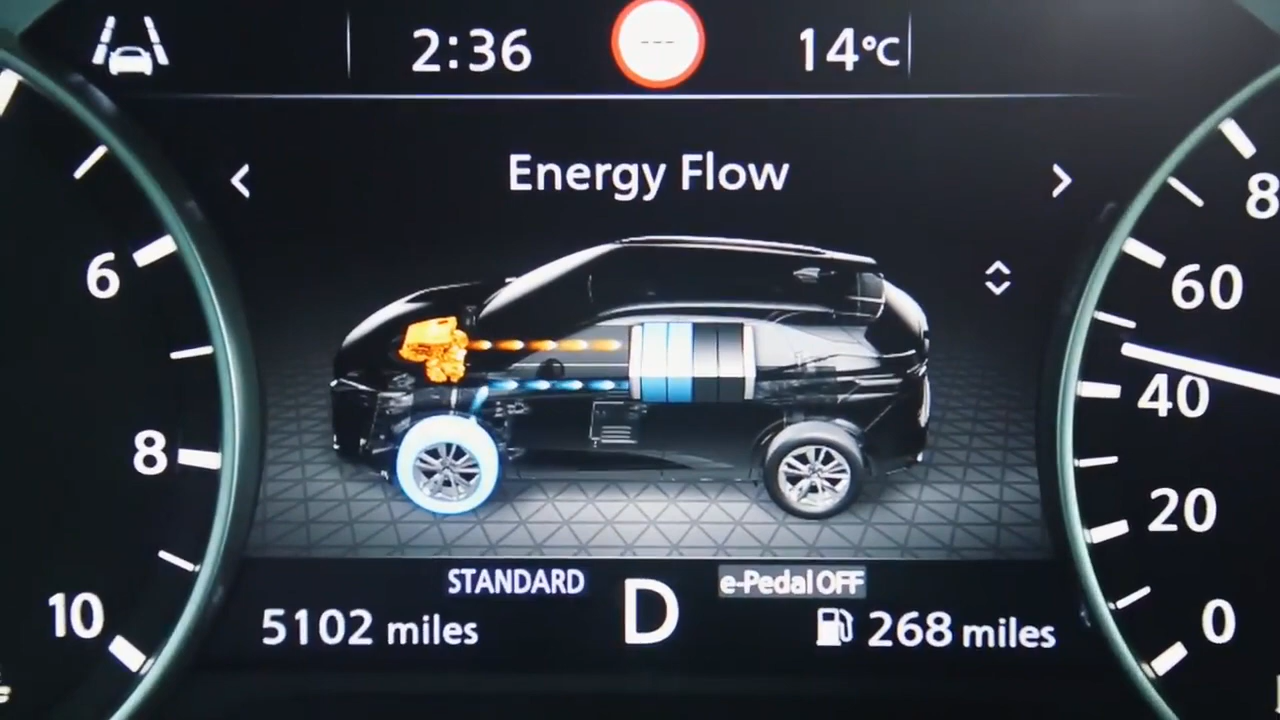 2:36 --- 14°C
Energy Flow
6
8
10
8
60
40
20
0
STANDARD
e-Pedal OFF
5102 miles
D
268 miles